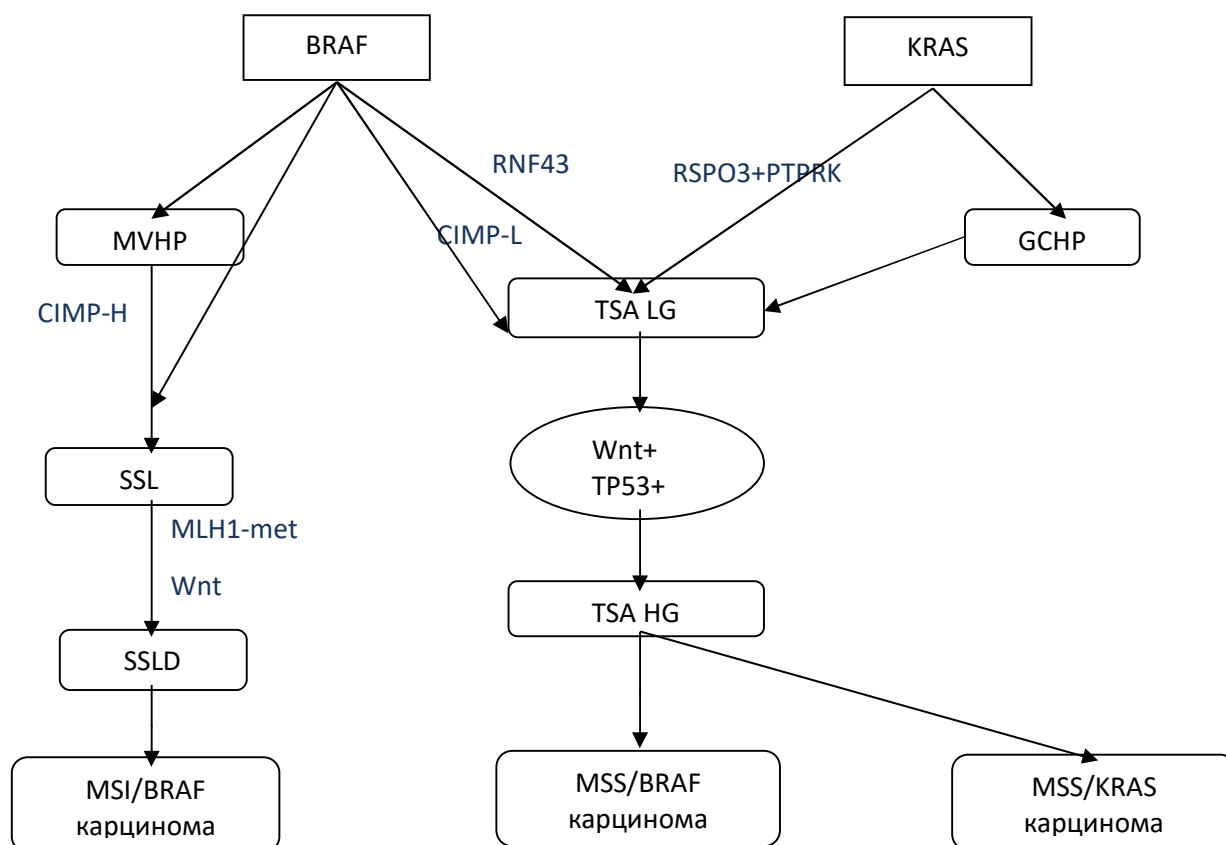 BRAF
KRAS
RNF43
RSPO3+PTPRK
MVHP
CIMP-L
GCHP
CIMP-H
TSA LG
Wnt+
TP53+
SSL
MLH1-met
Wnt
TSA HG
SSLD
MSI/BRAF
карцинома
MSS/BRAF
карцинома
MSS/KRAS
карцинома